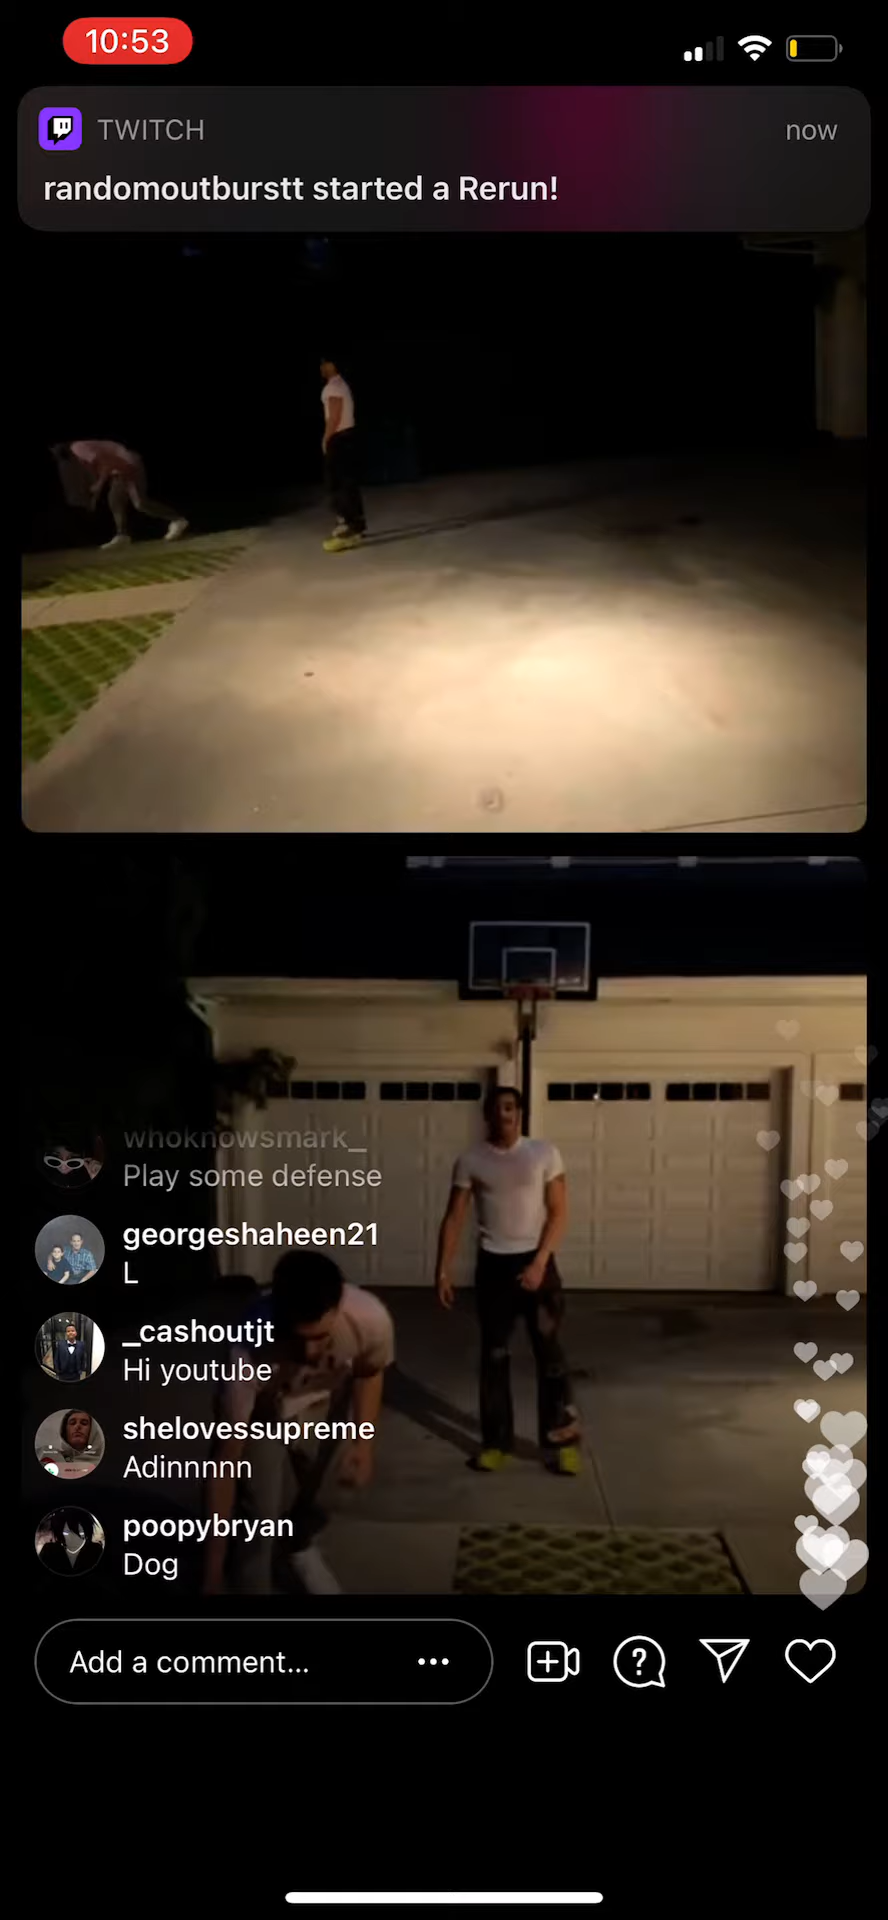 10:53
TWITCH
now
randomoutburstt started a Rerun!
whoknowsmark_
Play some defense
georgeshaheen21
L
_cashoutjt
Hi youtube
shelovessupreme
Adinnnnn
poopybryan
Dog
Add a comment...